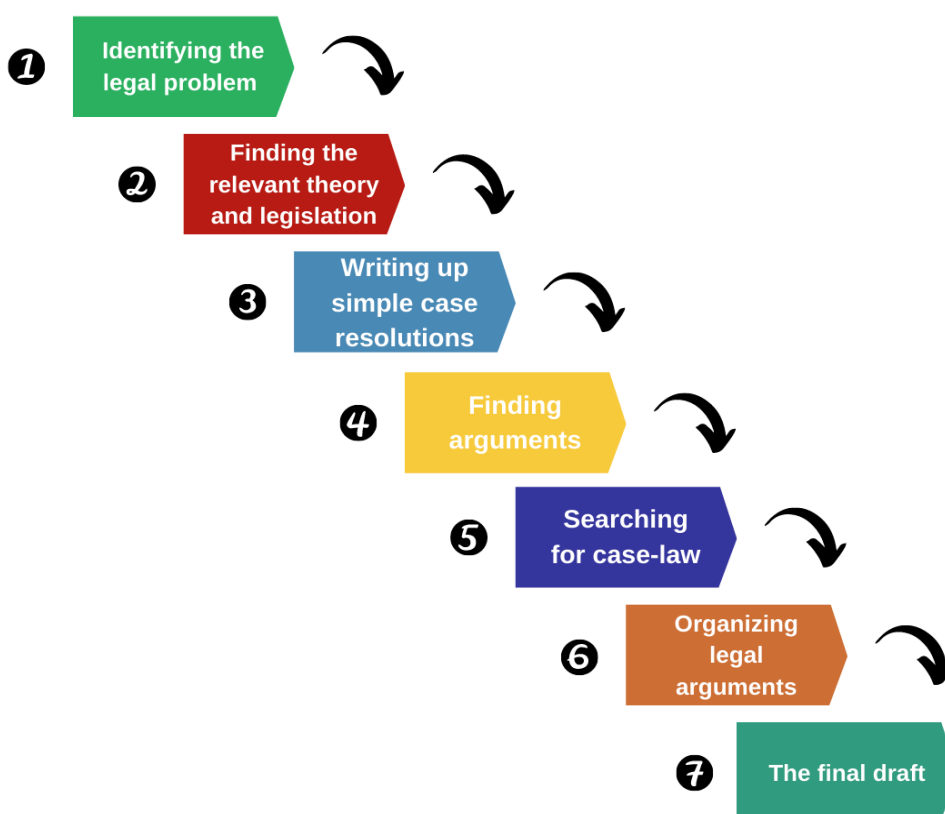 1
Identifying the
legal problem
2
Finding the
relevant theory
and legislation
3
Writing up
simple case
resolutions
4
Finding
arguments
5
Searching
for case-law
6
Organizing
legal
arguments
7
The final draft